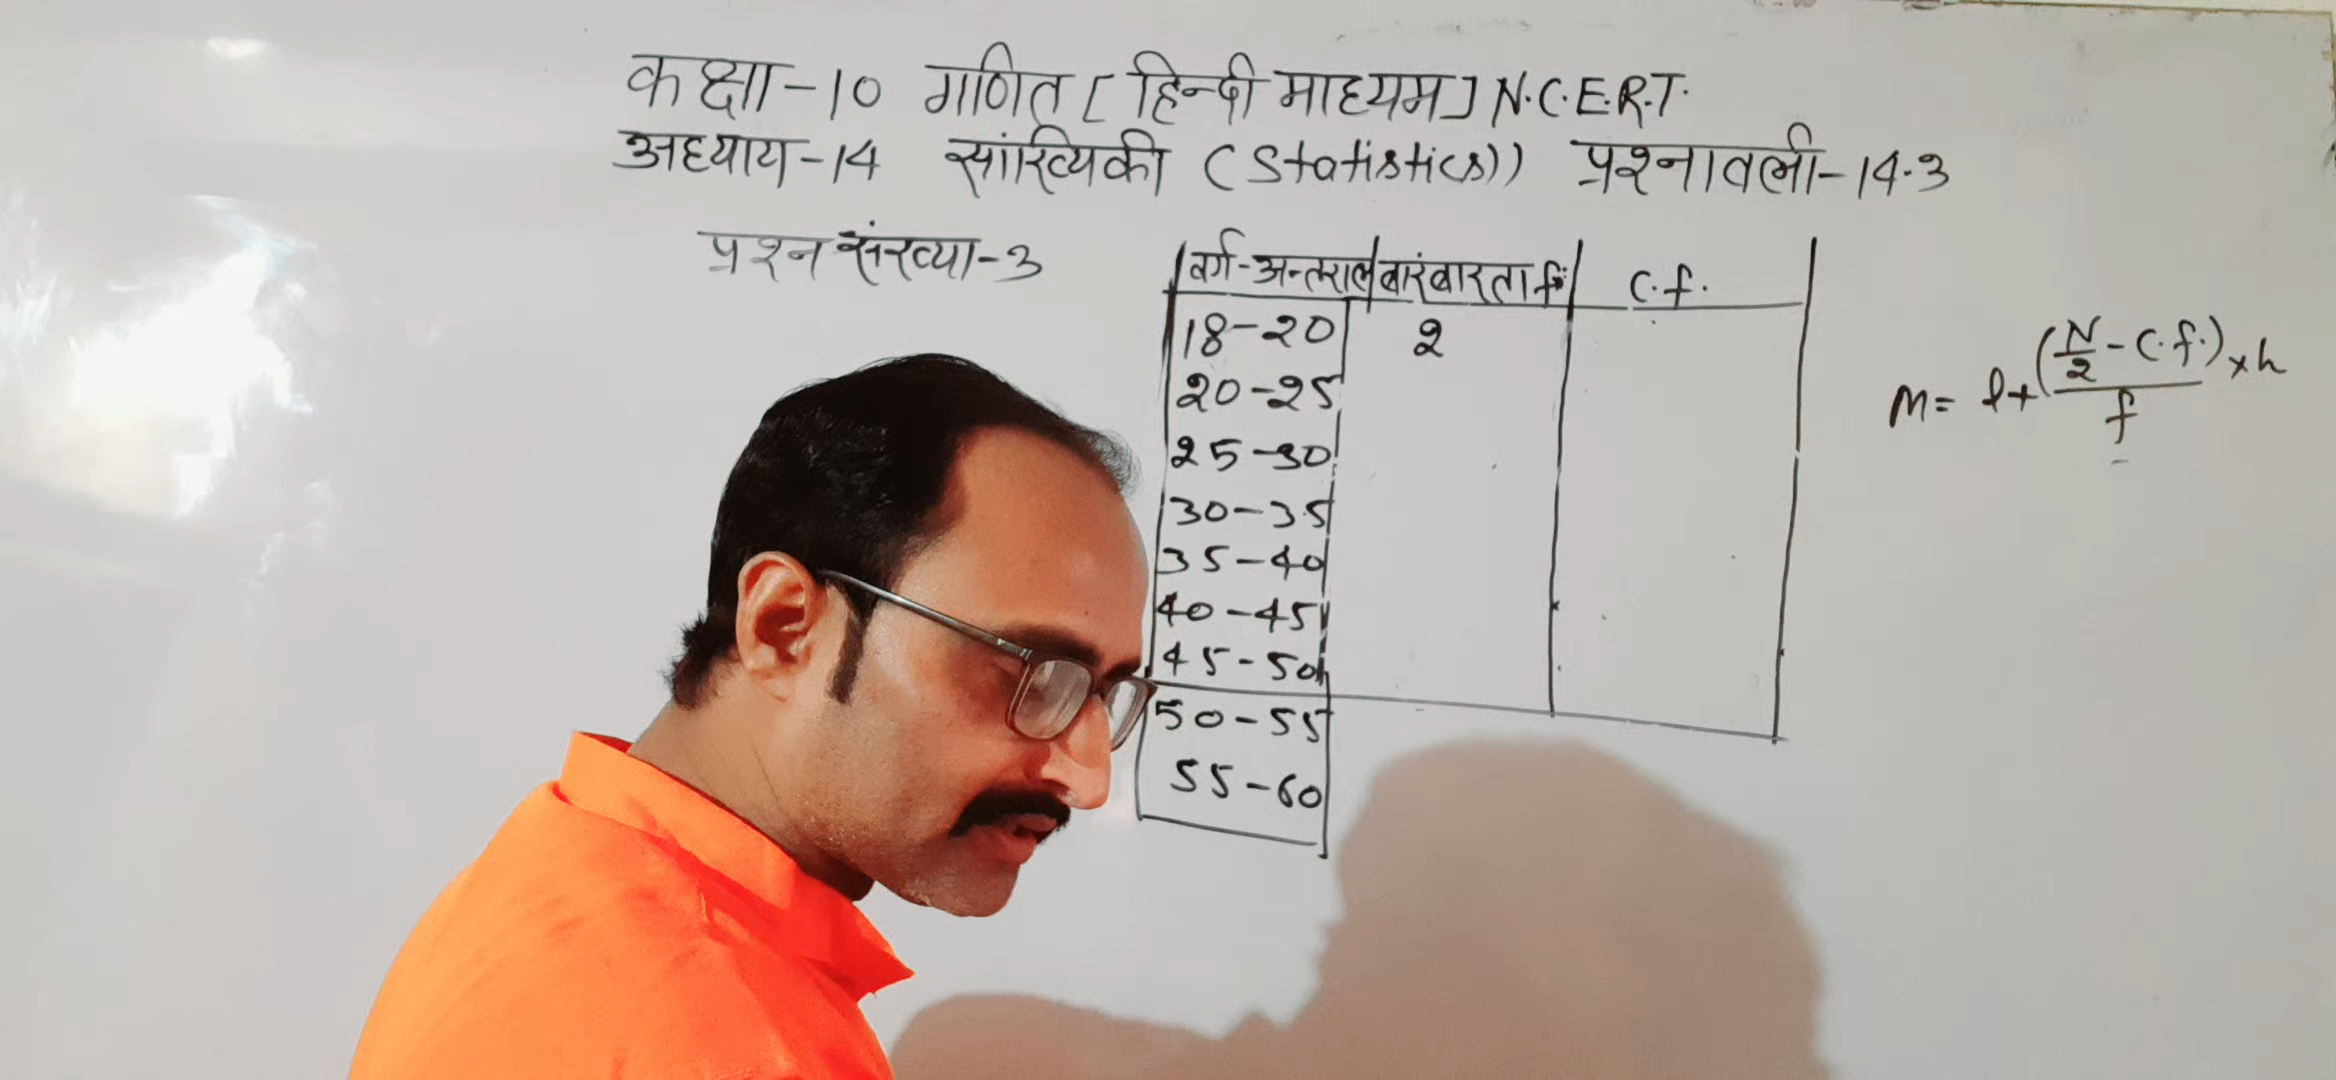 कक्षा-10 गणित [हिन्दी माध्यम] N.C.E.R.T.
अध्याय-14 सांख्यिकी (Statistics)) प्रश्नावली-14.3
प्रश्न संख्या-3
वर्ग-अन्तराल बारंबारता fi c.f.
18-20 2
20-25
25-30
30-35
35-40
40-45
45-50
50-55
55-60
M= l+(N/2-C.f.)/f ×h